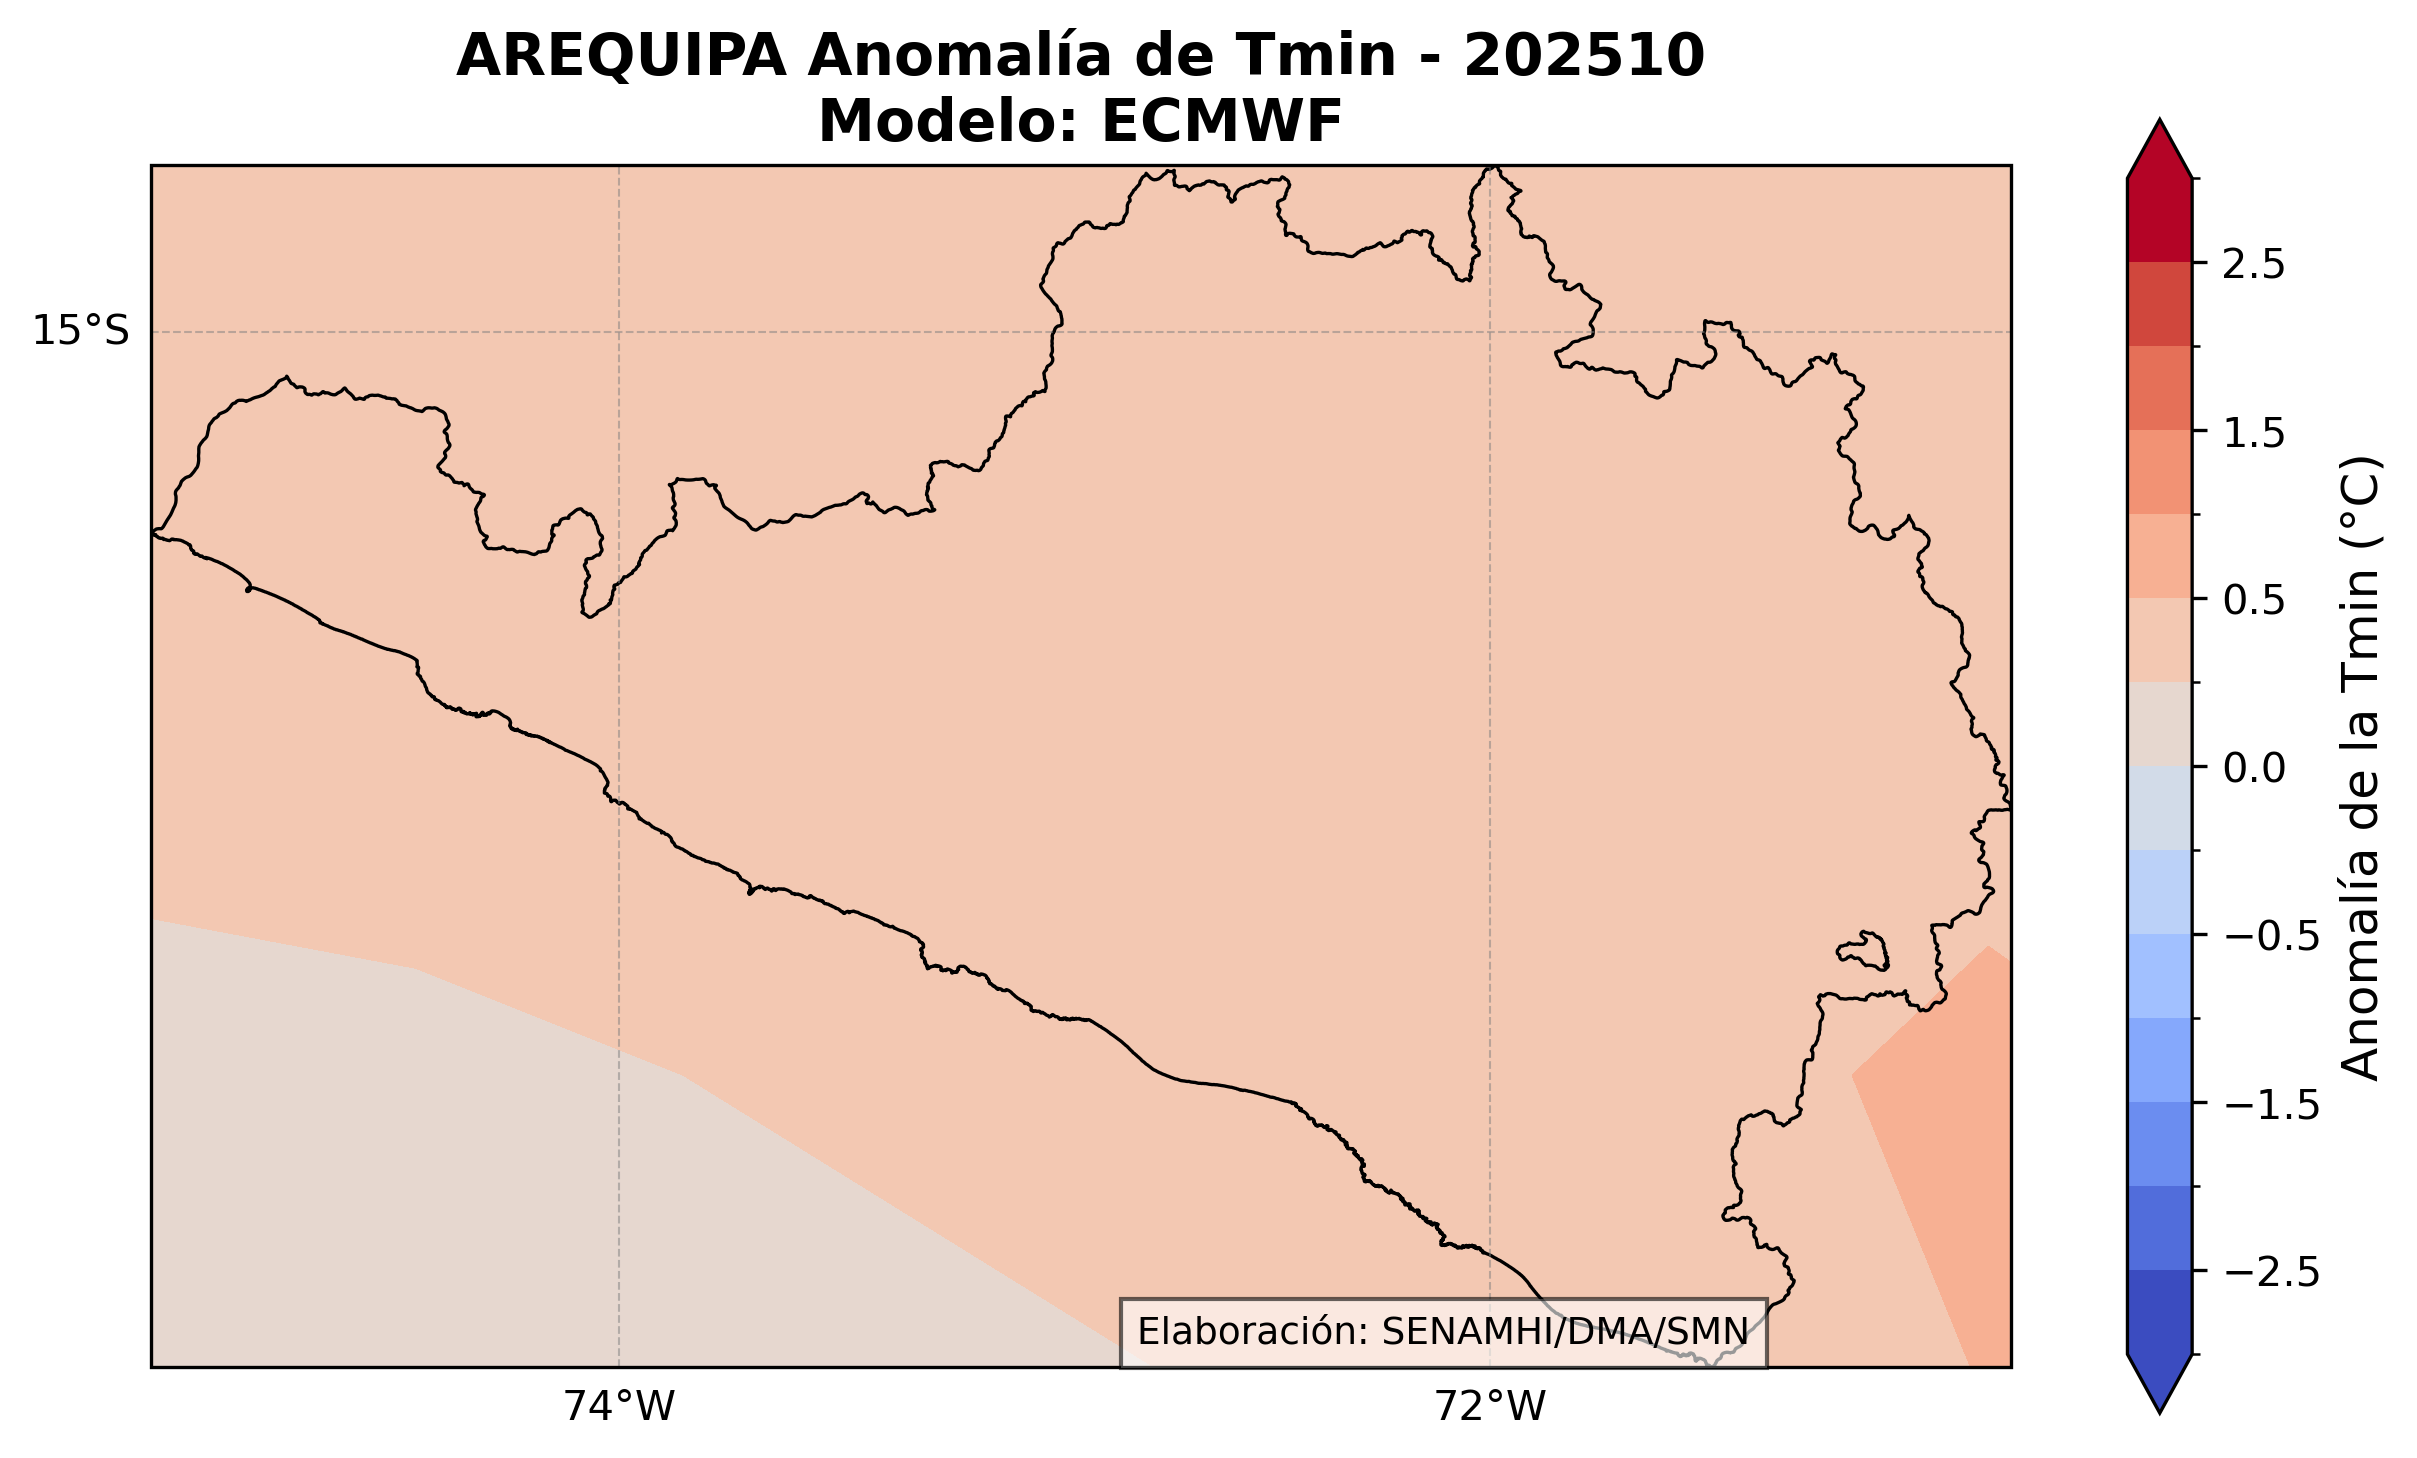 AREQUIPA Anomalía de Tmin - 202510
Modelo: ECMWF
15°S
74°W
72°W
Elaboración: SENAMHI/DMA/SMN
2.5
1.5
0.5
0.0
−0.5
−1.5
−2.5
Anomalía de la Tmin (°C)